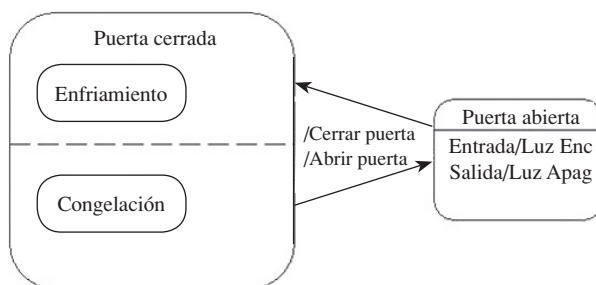 Puerta cerrada
Enfriamiento
Congelación
/Cerrar puerta
/Abrir puerta
Puerta abierta
Entrada/Luz Enc
Salida/Luz Apag